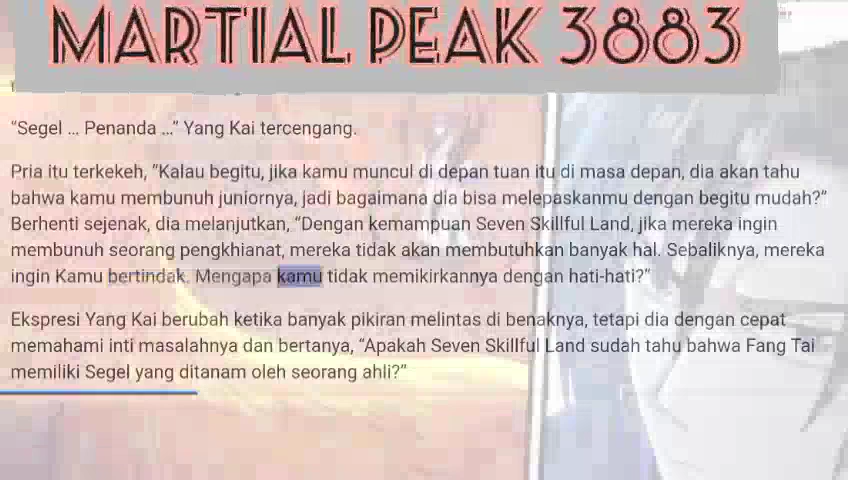 MARTIAL PEAK 3883
“Segel ... Penanda ...” Yang Kai tercengang.
Pria itu terkekeh, “Kalau begitu, jika kamu muncul di depan tuan itu di masa depan, dia akan tahu
bahwa kamu membunuh juniornya, jadi bagaimana dia bisa melepaskanmu dengan begitu mudah?”
Berhenti sejenak, dia melanjutkan, “Dengan kemampuan Seven Skillful Land, jika mereka ingin
membunuh seorang pengkhianat, mereka tidak akan membutuhkan banyak hal. Sebaliknya, mereka
ingin Kamu bertindak. Mengapa kamu tidak memikirkannya dengan hati-hati?”
Ekspresi Yang Kai berubah ketika banyak pikiran melintas di benaknya, tetapi dia dengan cepat
memahami inti masalahnya dan bertanya, “Apakah Seven Skillful Land sudah tahu bahwa Fang Tai
memiliki Segel yang ditanam oleh seorang ahli?”